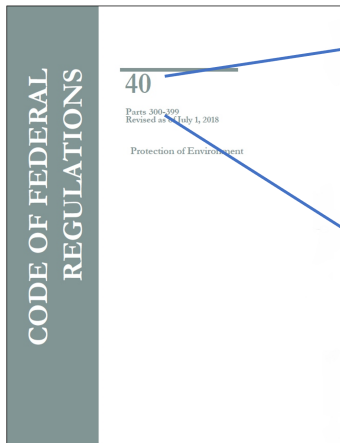 CODE OF FEDERAL
REGULATIONS
40
Parts 300-399
Revised as of July 1, 2018
Protection of Environment